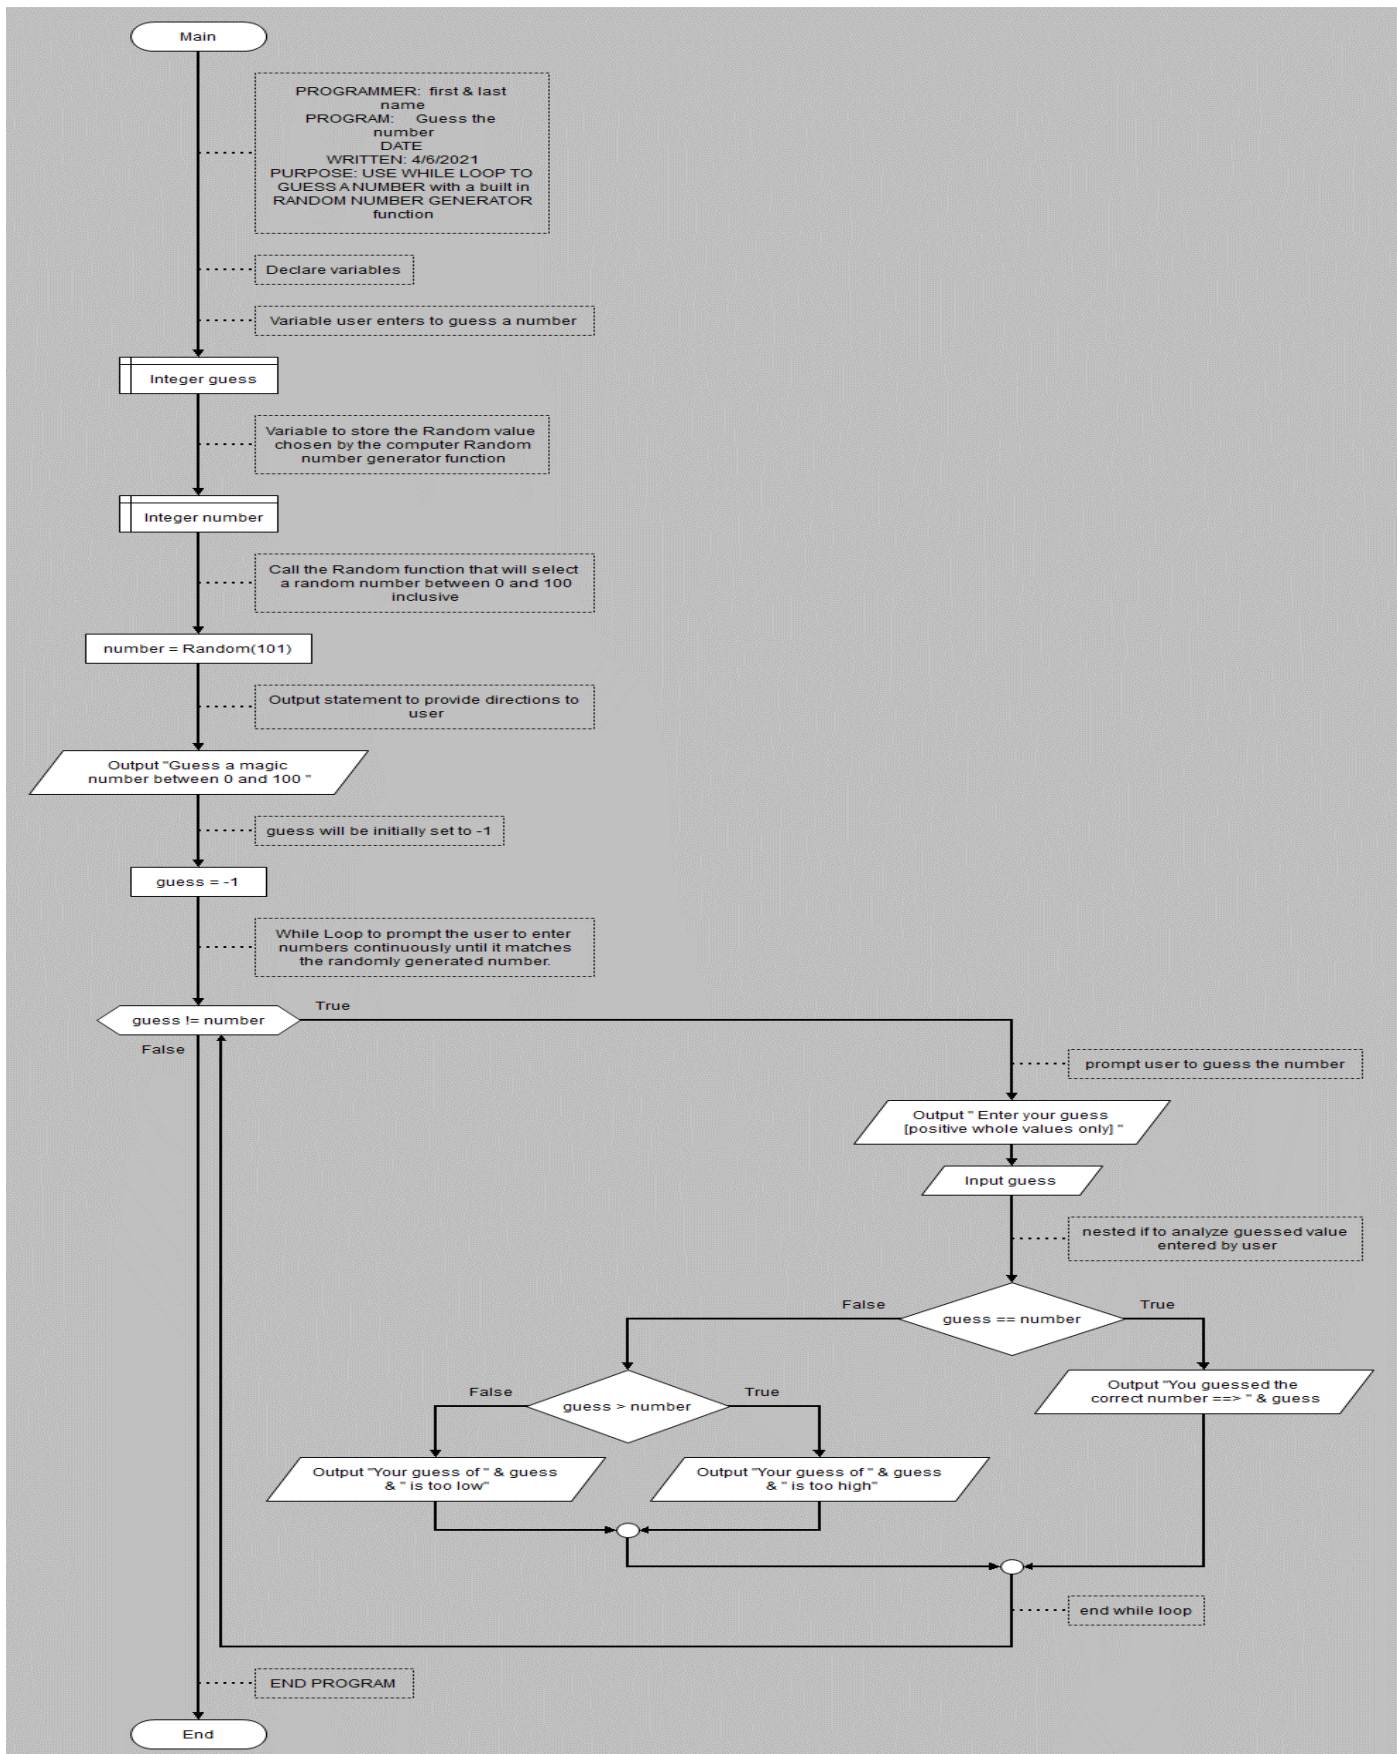 Main
PROGRAMMER: first & last
name
PROGRAM: Guess the
number
DATE
WRITTEN: 4/6/2021
PURPOSE: USE WHILE LOOP TO
GUESS A NUMBER with a built in
RANDOM NUMBER GENERATOR
function
Declare variables
Variable user enters to guess a number
Integer guess
Variable to store the Random value
chosen by the computer Random
number generator function
Integer number
Call the Random function that will select
a random number between 0 and 100
inclusive
number = Random(101)
Output statement to provide directions to
user
Output "Guess a magic
number between 0 and 100 "
guess will be initially set to -1
guess = -1
While Loop to prompt the user to enter
numbers continuously until it matches
the randomly generated number.
guess != number
True
False
prompt user to guess the number
Output " Enter your guess
[positive whole values only] "
Input guess
nested if to analyze guessed value
entered by user
guess == number
False
True
Output "You guessed the
correct number ==> " & guess
guess > number
False
True
Output "Your guess of " & guess
& " is too low"
Output "Your guess of " & guess
& " is too high"
end while loop
END PROGRAM
End